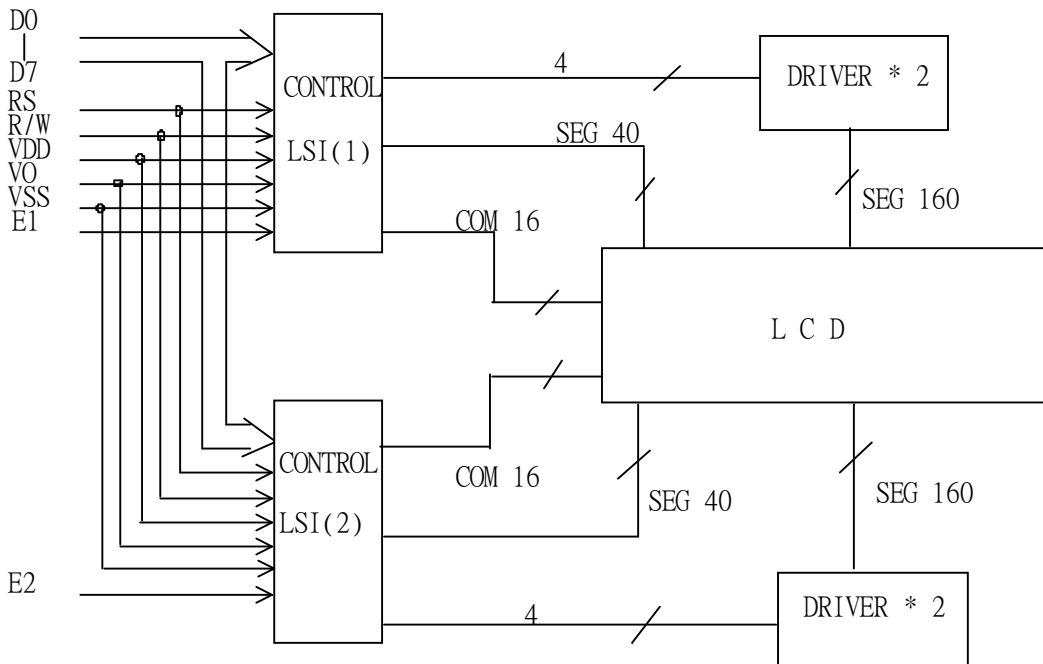 D0
D7
RS
R/W
VDD
VO
VSS
E1
CONTROL
LSI(1)
4
DRIVER * 2
SEG 40
SEG 160
COM 16
L C D
CONTROL
LSI(2)
COM 16
SEG 40
SEG 160
E2
4
DRIVER * 2